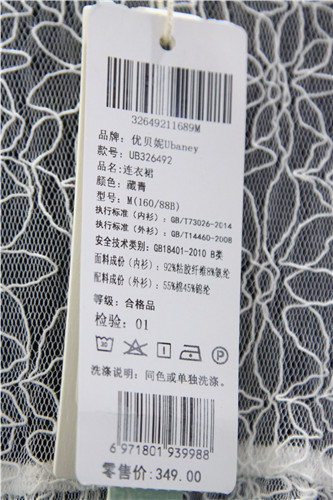 32649211689M
品牌：优贝妮Ubaney
款号：UB326492
品名：连衣裙
颜色：藏青
型号：M(160/88B)
执行标准（内衫）：GB/T73026-2014
执行标准（外衫）：GB/T14460-2008
安全技术类别：GB18401-2010 B类
面料成份（内衫）：92%粘胶纤维8%氨纶
配料成份（外衫）：55%棉45%锦纶
等级：合格品
检验：01
洗涤说明：同色或单独洗涤。
6 971801 939988
零售价:349.00